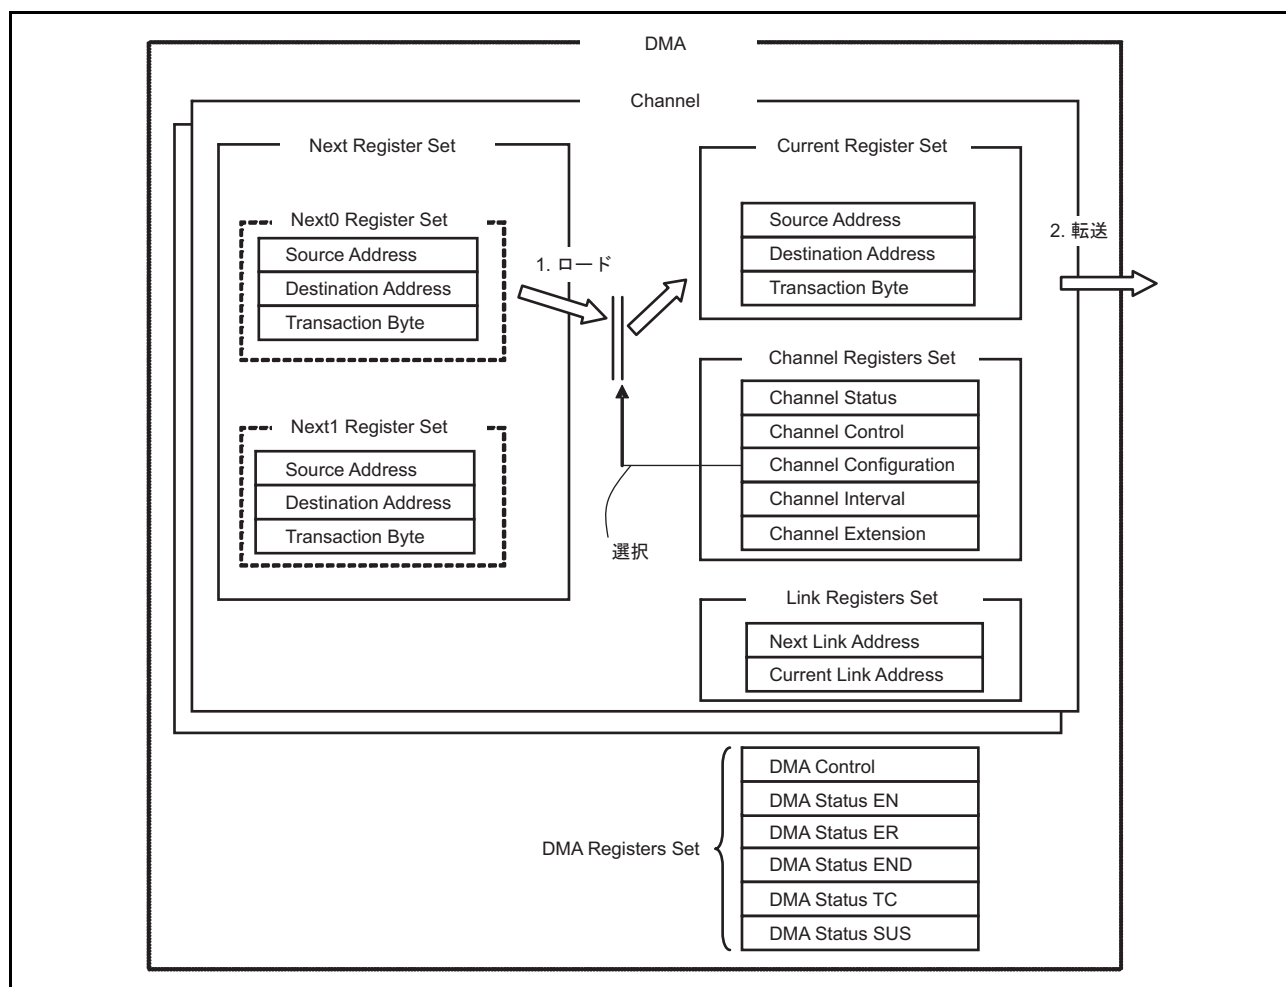 DMA
Channel
Next Register Set
Next0 Register Set
Source Address
Destination Address
Transaction Byte
Next1 Register Set
Source Address
Destination Address
Transaction Byte
1. ロード
選択
Current Register Set
Source Address
Destination Address
Transaction Byte
2. 転送
Channel Registers Set
Channel Status
Channel Control
Channel Configuration
Channel Interval
Channel Extension
Link Registers Set
Next Link Address
Current Link Address
DMA Registers Set
DMA Control
DMA Status EN
DMA Status ER
DMA Status END
DMA Status TC
DMA Status SUS